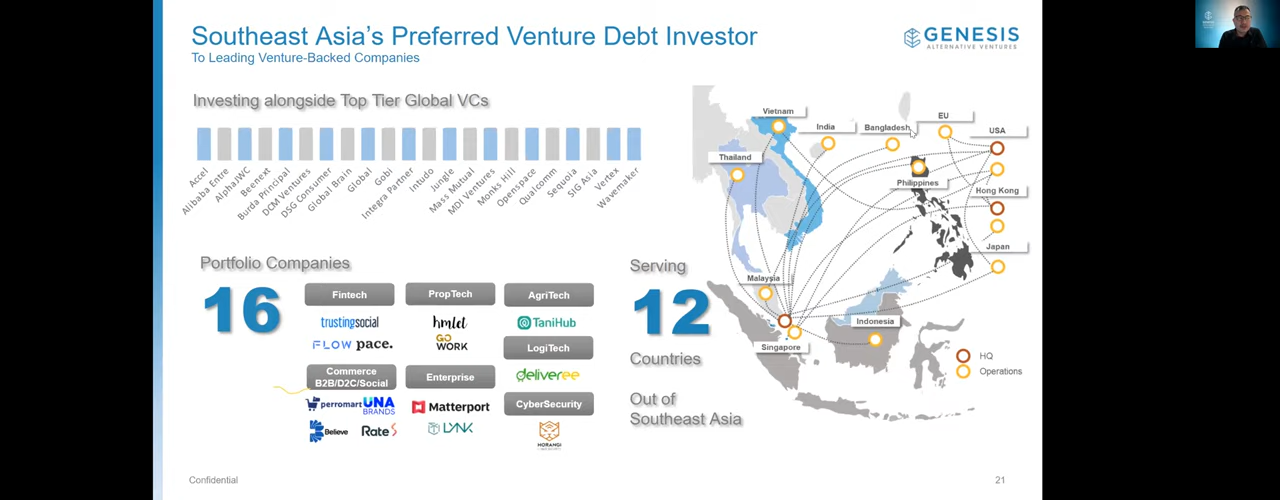 Southeast Asia's Preferred Venture Debt Investor
To Leading Venture-Backed Companies
GENESIS
ALTERNATIVE VENTURES
Investing alongside Top Tier Global VCs
Accel
Alibaba Entre
AlphaWC
Beenext
Burda Principal
DCM Ventures
DSG Consumer
Global Brain
Global
Gobi
Integra Partner
Intudo
Jungle
Mass Mutual
MDI Ventures
Monks Hill
Openspace
Qualcomm
Sequoia
SIG Asia
Vertex
Wavemaker
Portfolio Companies
16
Fintech
trustingsocial
FLOW pace.
Commerce
B2B/D2C/Social
perromart UNA
BRANDS
Believe RateS
PropTech
hmlet
GO
WORK
Enterprise
Matterport
LYNK
AgriTech
TaniHub
LogiTech
deliveree
CyberSecurity
HORANGI
Serving
12
Countries
Out of
Southeast Asia
Vietnam
India
Bangladesh
EU
USA
Thailand
Philippines
Hong Kong
Japan
Malaysia
Singapore
Indonesia
HQ
Operations
Confidential
21